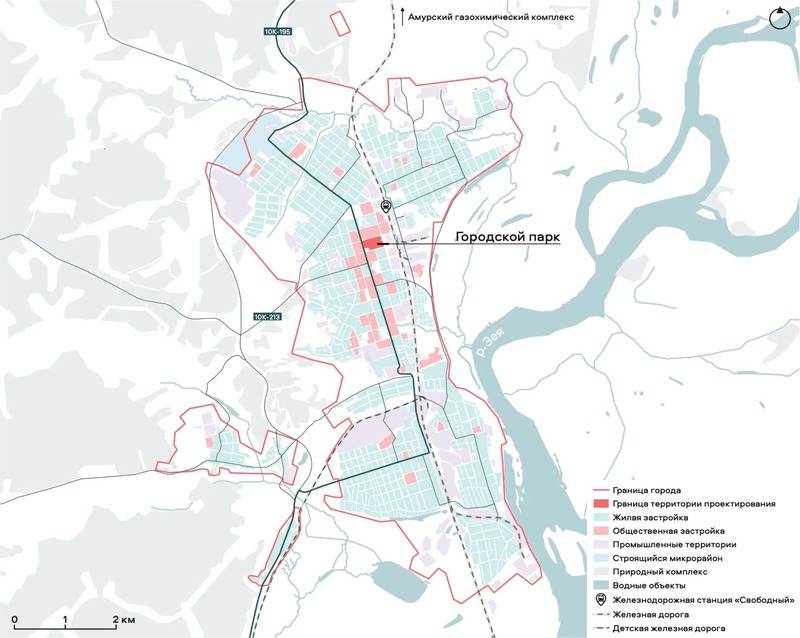 Амурский газохимический комплекс
10К-195
Городской парк
10К-213
р.Зея
Граница города
Граница территории проектирования
Жилая застройка
Общественная застройка
Промышленные территории
Строящийся микрорайон
Природный комплекс
Водные объекты
Железнодорожная станция «Свободный»
Железная дорога
Детская железная дорога
0 1 2 км